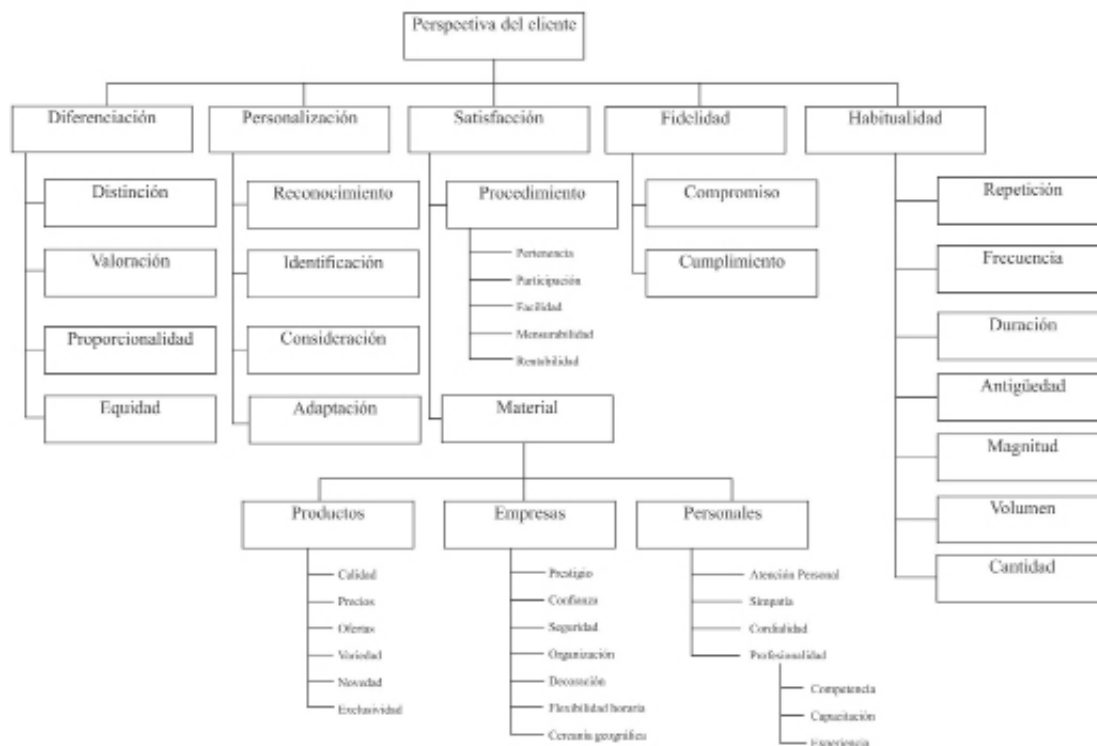 Perspectiva del cliente
Diferenciación
Distinción
Valoración
Proporcionalidad
Equidad
Personalización
Reconocimiento
Identificación
Consideración
Adaptación
Satisfacción
Procedimiento
Pertenencia
Participación
Facilidad
Mensurabilidad
Rentabilidad
Material
Productos
Calidad
Precios
Ofertas
Variedad
Novedad
Exclusividad
Empresas
Prestigio
Confianza
Seguridad
Organización
Decoración
Flexibilidad horaria
Cercanía geográfica
Personales
Atención Personal
Simpatía
Cordialidad
Profesionalidad
Competencia
Capacitación
Experiencia
Fidelidad
Compromiso
Cumplimiento
Habitualidad
Repetición
Frecuencia
Duración
Antigüedad
Magnitud
Volumen
Cantidad